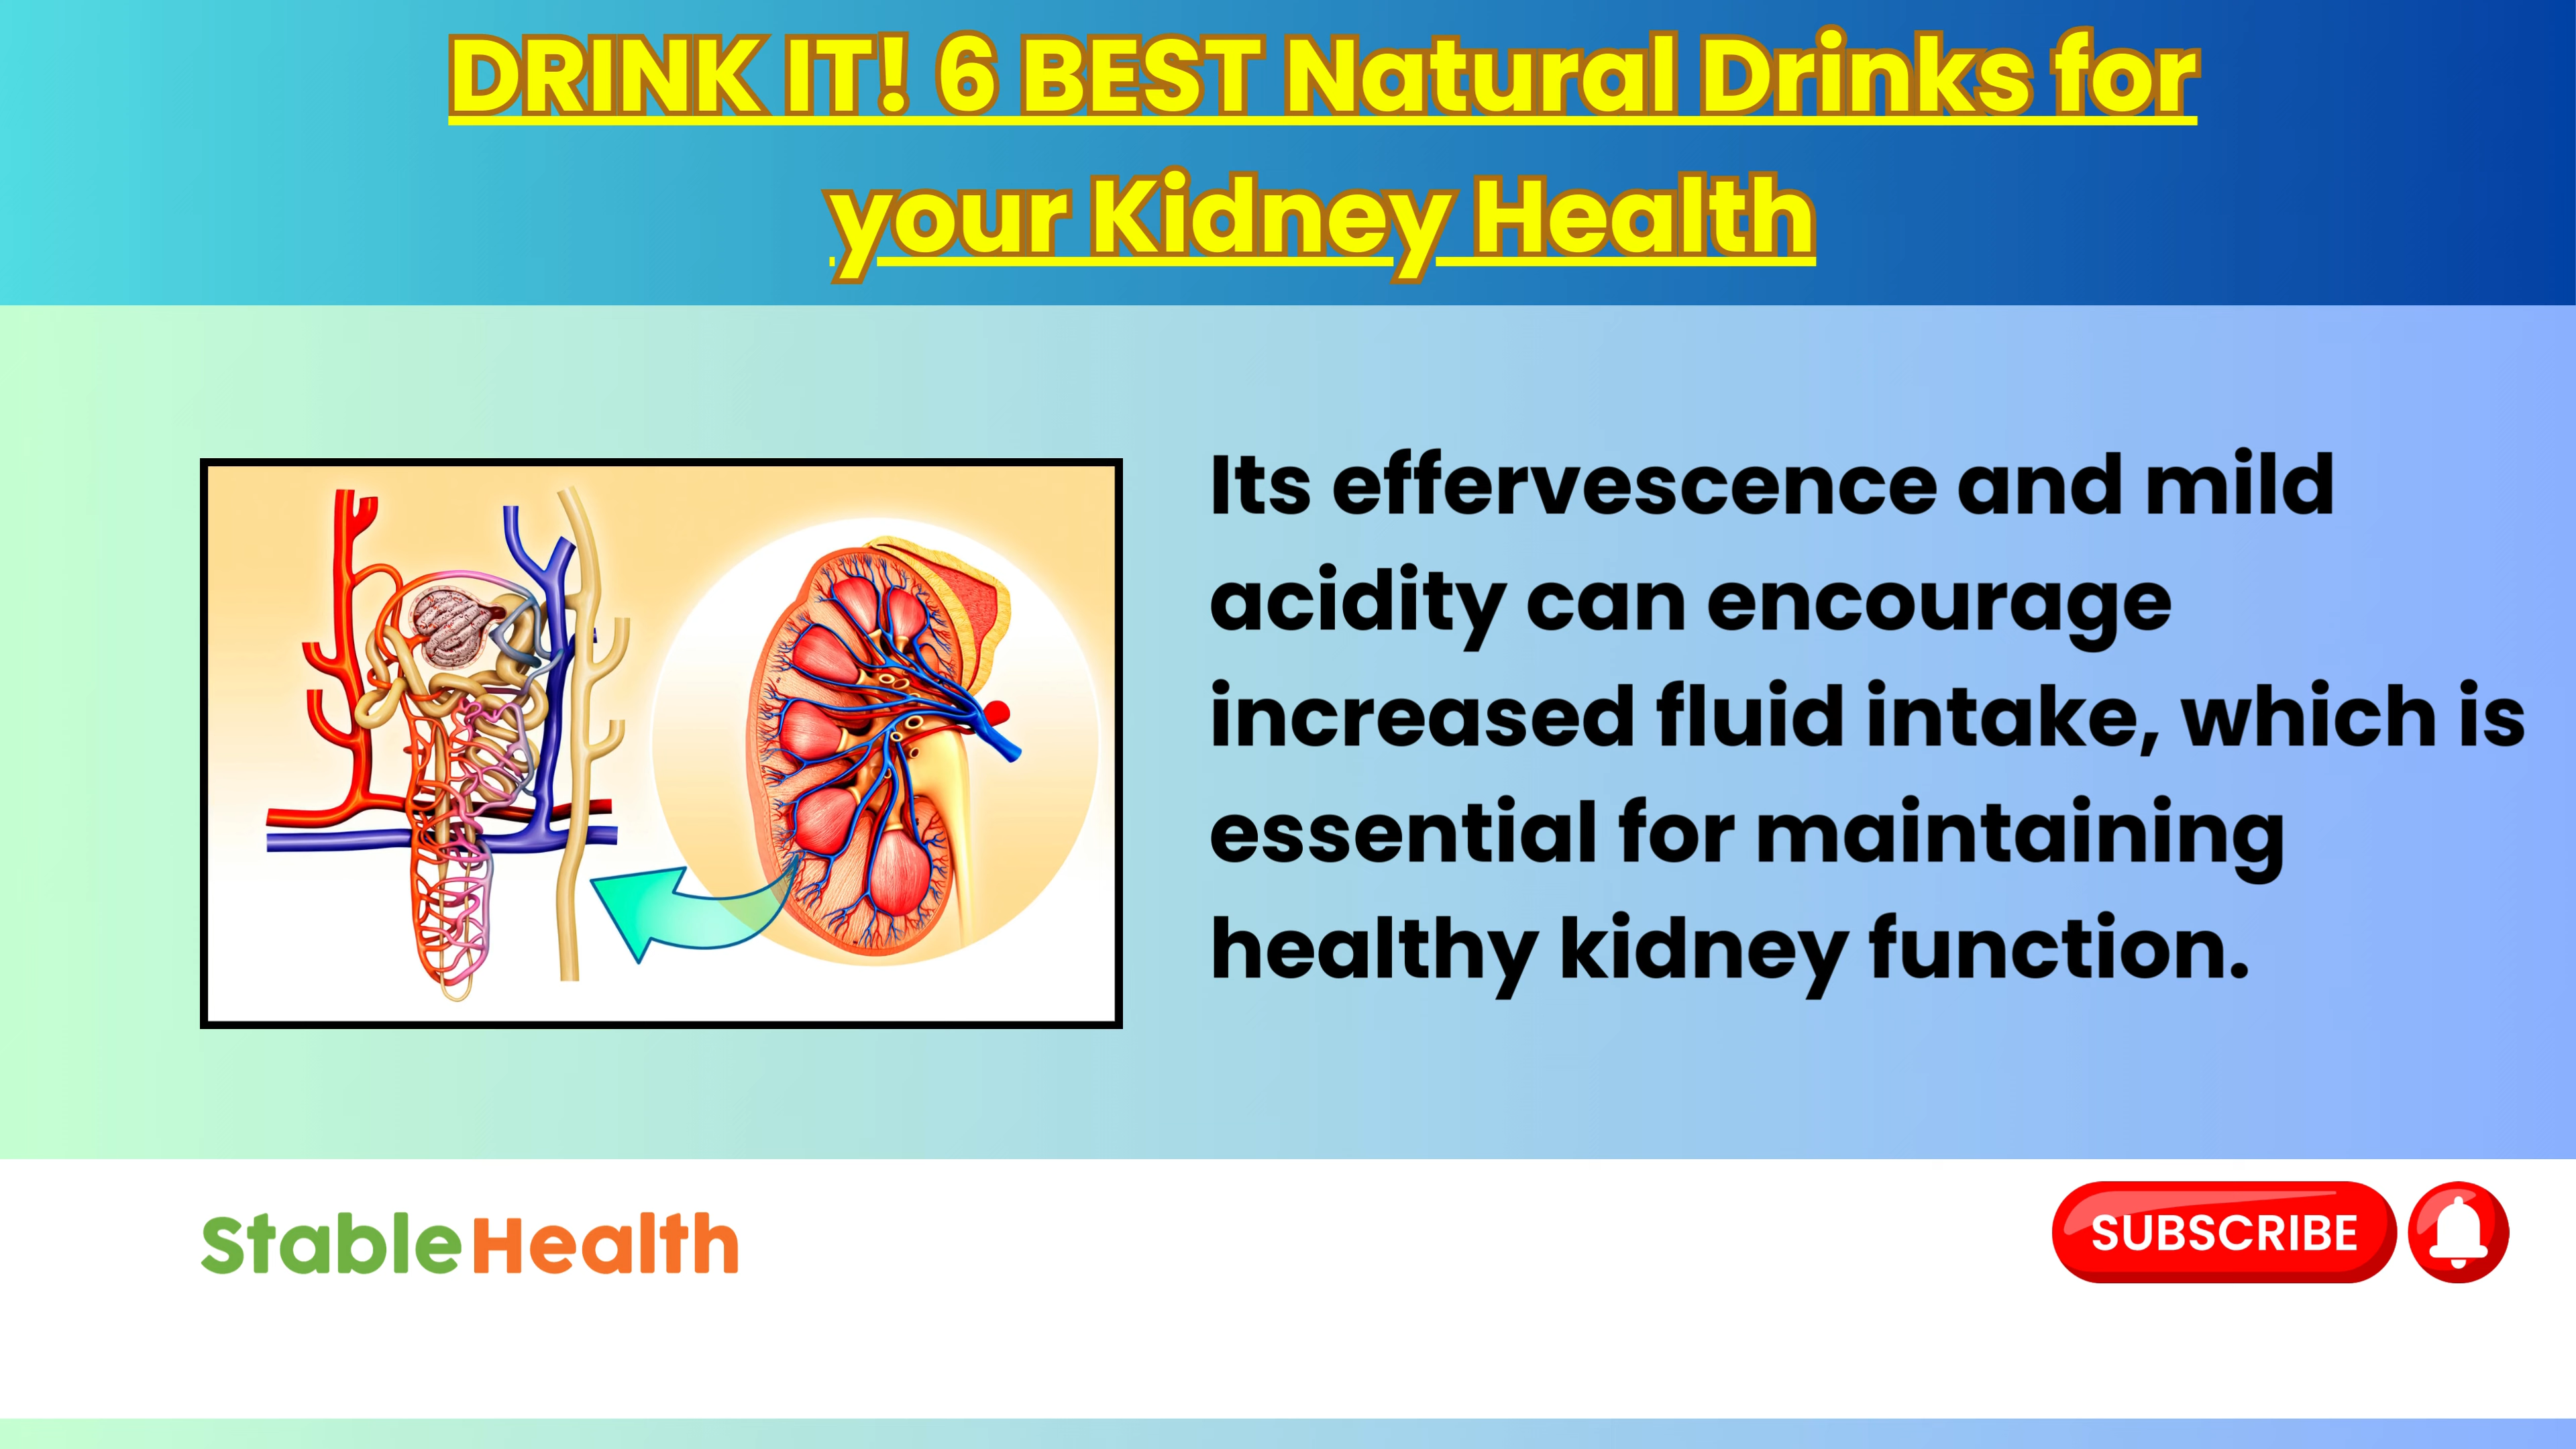 DRINK IT! 6 BEST Natural Drinks for
your Kidney Health
Its effervescence and mild
acidity can encourage
increased fluid intake, which is
essential for maintaining
healthy kidney function.
StableHealth
SUBSCRIBE